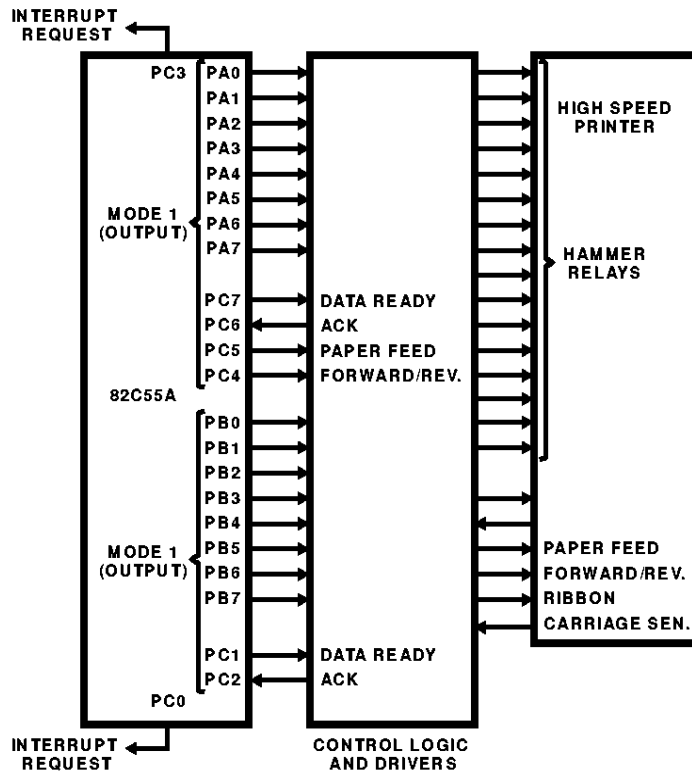 INTERRUPT
REQUEST
PC3
PA0
PA1
PA2
PA3
PA4
PA5
PA6
PA7
MODE 1
(OUTPUT)
PC7
PC6
PC5
PC4
82C55A
PB0
PB1
PB2
PB3
PB4
PB5
PB6
PB7
MODE 1
(OUTPUT)
PC1
PC2
PC0
INTERRUPT
REQUEST
DATA READY
ACK
PAPER FEED
FORWARD/REV.
DATA READY
ACK
CONTROL LOGIC
AND DRIVERS
HIGH SPEED
PRINTER
HAMMER
RELAYS
PAPER FEED
FORWARD/REV.
RIBBON
CARRIAGE SEN.